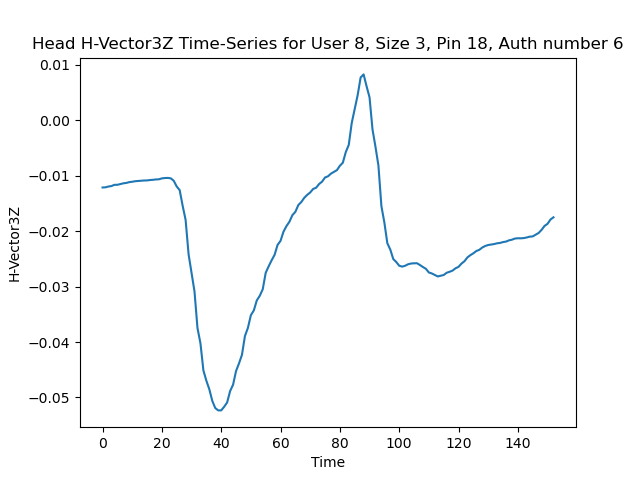 Head H-Vector3Z Time-Series for User 8, Size 3, Pin 18, Auth number 6
0.01
0.00
−0.01
−0.02
−0.03
−0.04
−0.05
H-Vector3Z
0 20 40 60 80 100 120 140
Time